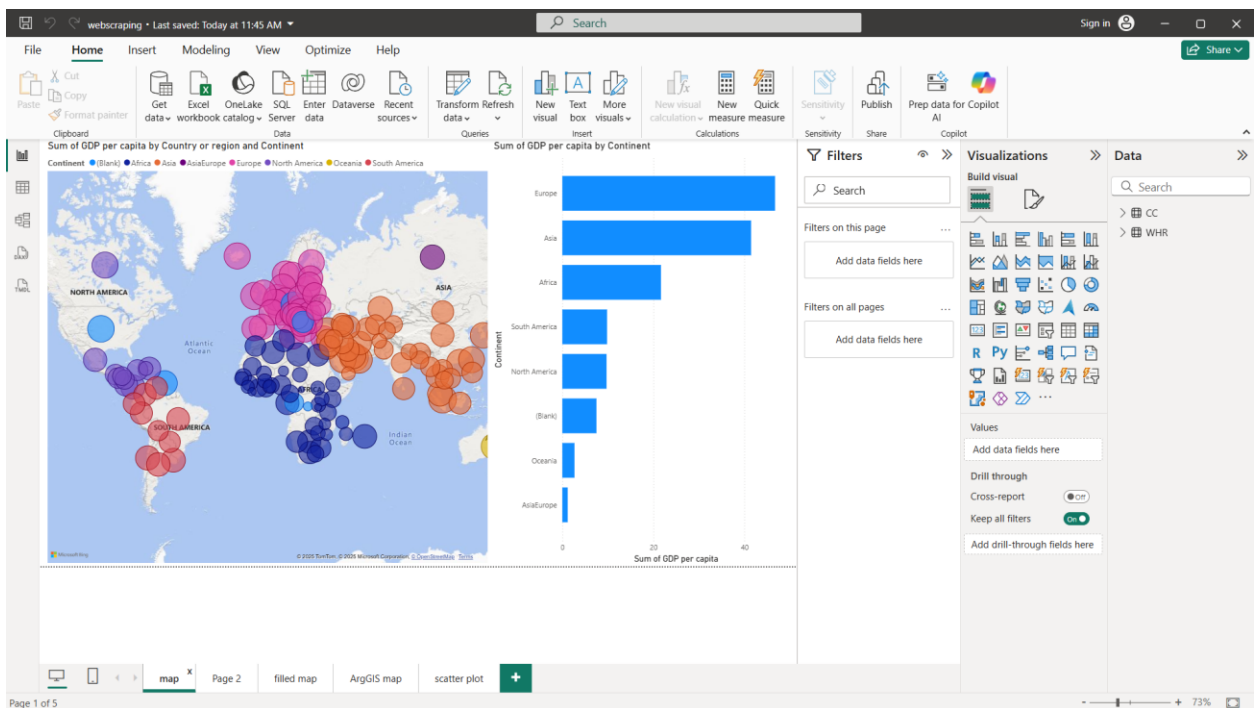 webscraping • Last saved: Today at 11:45 AM
Search
Sign in
File Home Insert Modeling View Optimize Help
Share
Paste
Cut
Copy
Format painter
Get data
Excel workbook
OneLake catalog
SQL Server
Enter data
Dataverse
Recent sources
Transform data
Refresh
New visual
Text box
More visuals
New visual calculation
New measure
Quick measure
Sensitivity
Publish
Prep data for AI
Copilot
Clipboard
Data
Queries
Insert
Calculations
Sensitivity
Share
Copilot
TMDL
Sum of GDP per capita by Country or region and Continent
Continent (Blank) Africa Asia AsiaEurope Europe North America Oceania South America
NORTH AMERICA
ASIA
Atlantic
Ocean
AFRICA
SOUTH AMERICA
Indian
Ocean
Microsoft Bing
© 2025 TomTom, © 2025 Microsoft Corporation, © OpenStreetMap Terms
Sum of GDP per capita by Continent
Continent
Europe
Asia
Africa
South America
North America
(Blank)
Oceania
AsiaEurope
0 20 40
Sum of GDP per capita
Filters
Search
Filters on this page
Add data fields here
Filters on all pages
Add data fields here
Visualizations
Build visual
123
R Py
Values
Add data fields here
Drill through
Cross-report Off
Keep all filters On
Add drill-through fields here
Data
Search
CC
WHR
map x Page 2 filled map ArgGIS map scatter plot +
Page 1 of 5
- + 73%